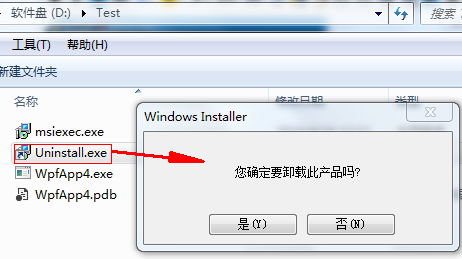 软件盘 (D:) ▸ Test
搜索
工具(T) 帮助(H)
新建文件夹
名称 修改日期 类型
msiexec.exe
Uninstall.exe
WpfApp4.exe
WpfApp4.pdb
Windows Installer
您确定要卸载此产品吗?
是(Y) 否(N)